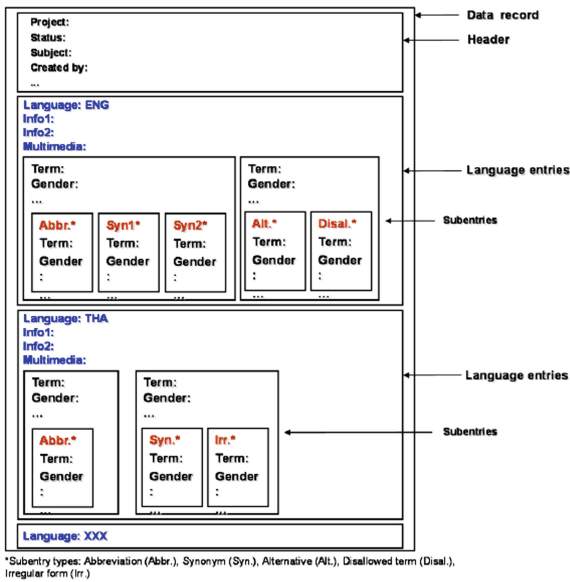 Project:
Status:
Subject:
Created by:
...
Data record
Header
Language: ENG
Info1:
Info2:
Multimedia:
Term:
Gender:
...
Abbr.*
Term:
Gender
:
...
Syn1*
Term:
Gender
:
...
Syn2*
Term:
Gender
:
...
Term:
Gender:
...
Alt.*
Term:
Gender
:
...
Disal.*
Term:
Gender
:
...
Language entries
Subentries
Language: THA
Info1:
Info2:
Multimedia:
Term:
Gender:
...
Abbr.*
Term:
Gender
:
...
Term:
Gender:
...
Syn.*
Term:
Gender
:
...
Irr.*
Term:
Gender
:
...
Language entries
Subentries
Language: XXX
*Subentry types: Abbreviation (Abbr.), Synonym (Syn.), Alternative (Alt.), Disallowed term (Disal.),
Irregular form (Irr.)